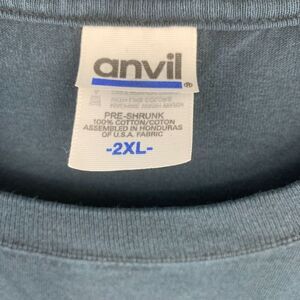 anvil
®
PRE-SHRUNK
100% COTTON/COTON
ASSEMBLED IN HONDURAS
OF U.S.A. FABRIC
-2XL-